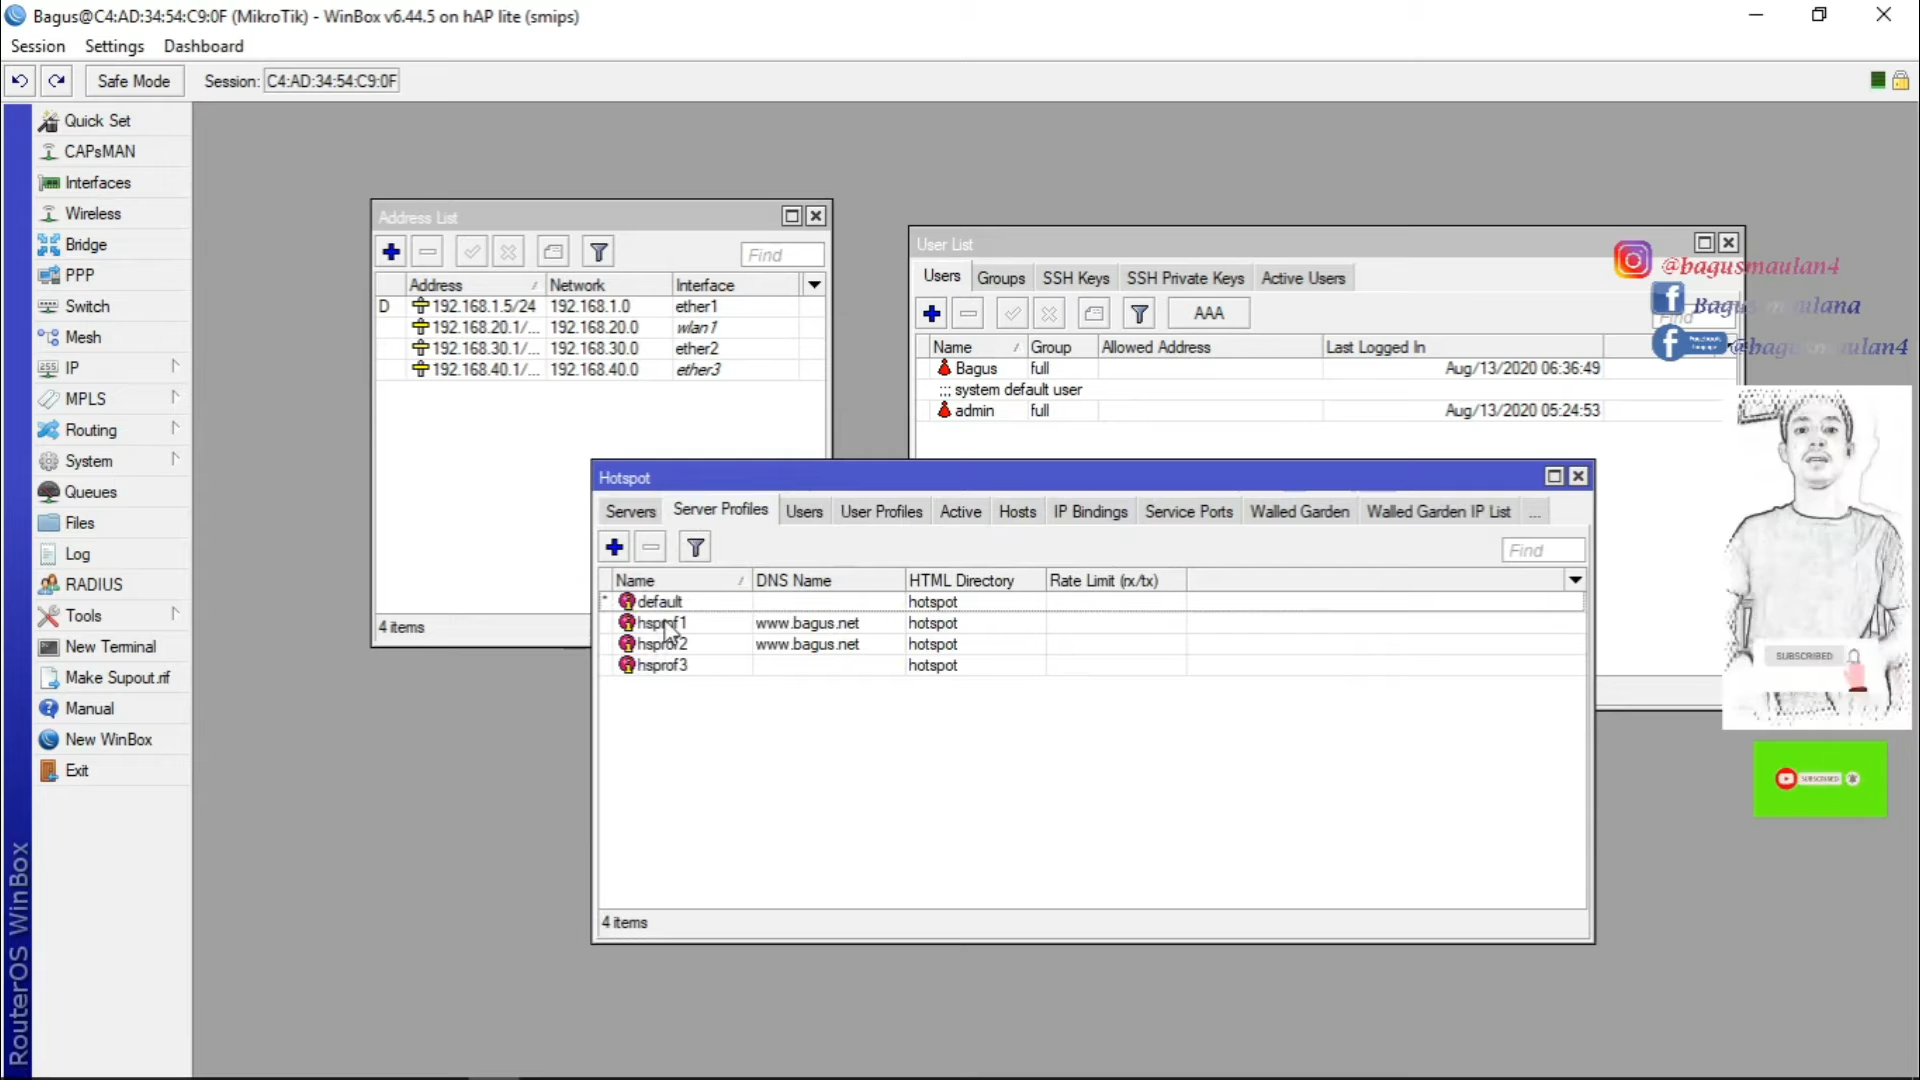 Bagus@C4:AD:34:54:C9:0F (MikroTik) - WinBox v6.44.5 on hAP lite (smips)
Session Settings Dashboard
Safe Mode Session: C4:AD:34:54:C9:0F
Quick Set
CAPsMAN
Interfaces
Wireless
Bridge
PPP
Switch
Mesh
IP
MPLS
Routing
System
Queues
Files
Log
RADIUS
Tools
New Terminal
Make Supout.rif
Manual
New WinBox
Exit
RouterOS WinBox
Address List
Find
Address Network Interface
D 192.168.1.5/24 192.168.1.0 ether1
192.168.20.1/... 192.168.20.0 wlan1
192.168.30.1/... 192.168.30.0 ether2
192.168.40.1/... 192.168.40.0 ether3
4 items
User List
Users Groups SSH Keys SSH Private Keys Active Users
AAA
Find
Name Group Allowed Address Last Logged In
Bagus full Aug/13/2020 06:36:49
::: system default user
admin full Aug/13/2020 05:24:53
@bagusmaulan4
Bagus maulana
@bagusmaulan4
Hotspot
Servers Server Profiles Users User Profiles Active Hosts IP Bindings Service Ports Walled Garden Walled Garden IP List ...
Find
Name DNS Name HTML Directory Rate Limit (rx/tx)
* default hotspot
hsprof1 www.bagus.net hotspot
hsprof2 www.bagus.net hotspot
hsprof3 hotspot
4 items
SUBSCRIBED
SUBSCRIBED